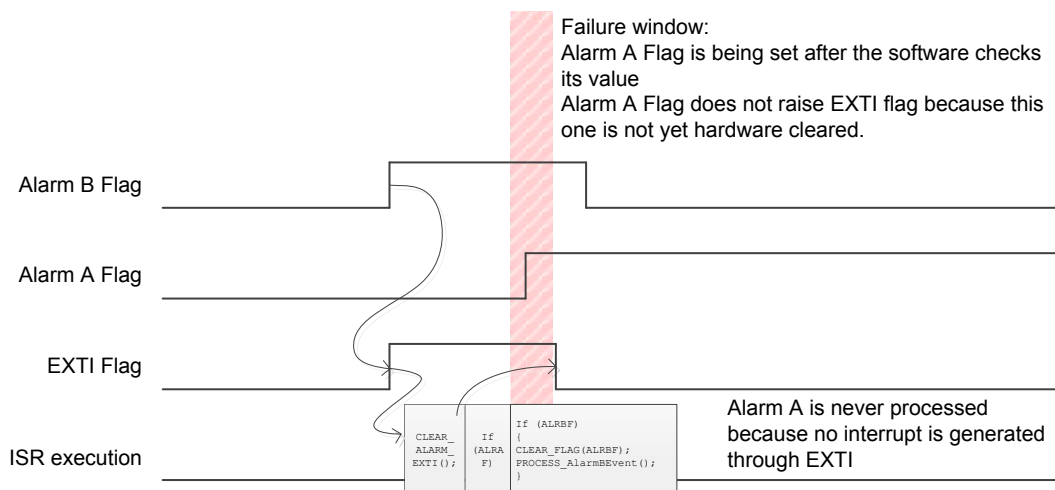 Failure window:
Alarm A Flag is being set after the software checks
its value
Alarm A Flag does not raise EXTI flag because this
one is not yet hardware cleared.
Alarm B Flag
Alarm A Flag
EXTI Flag
ISR execution
CLEAR_
ALARM_
EXTI();
If
(ALRA
F)
If (ALRBF)
{
CLEAR_FLAG(ALRBF);
PROCESS_AlarmBEvent();
}
Alarm A is never processed
because no interrupt is generated
through EXTI